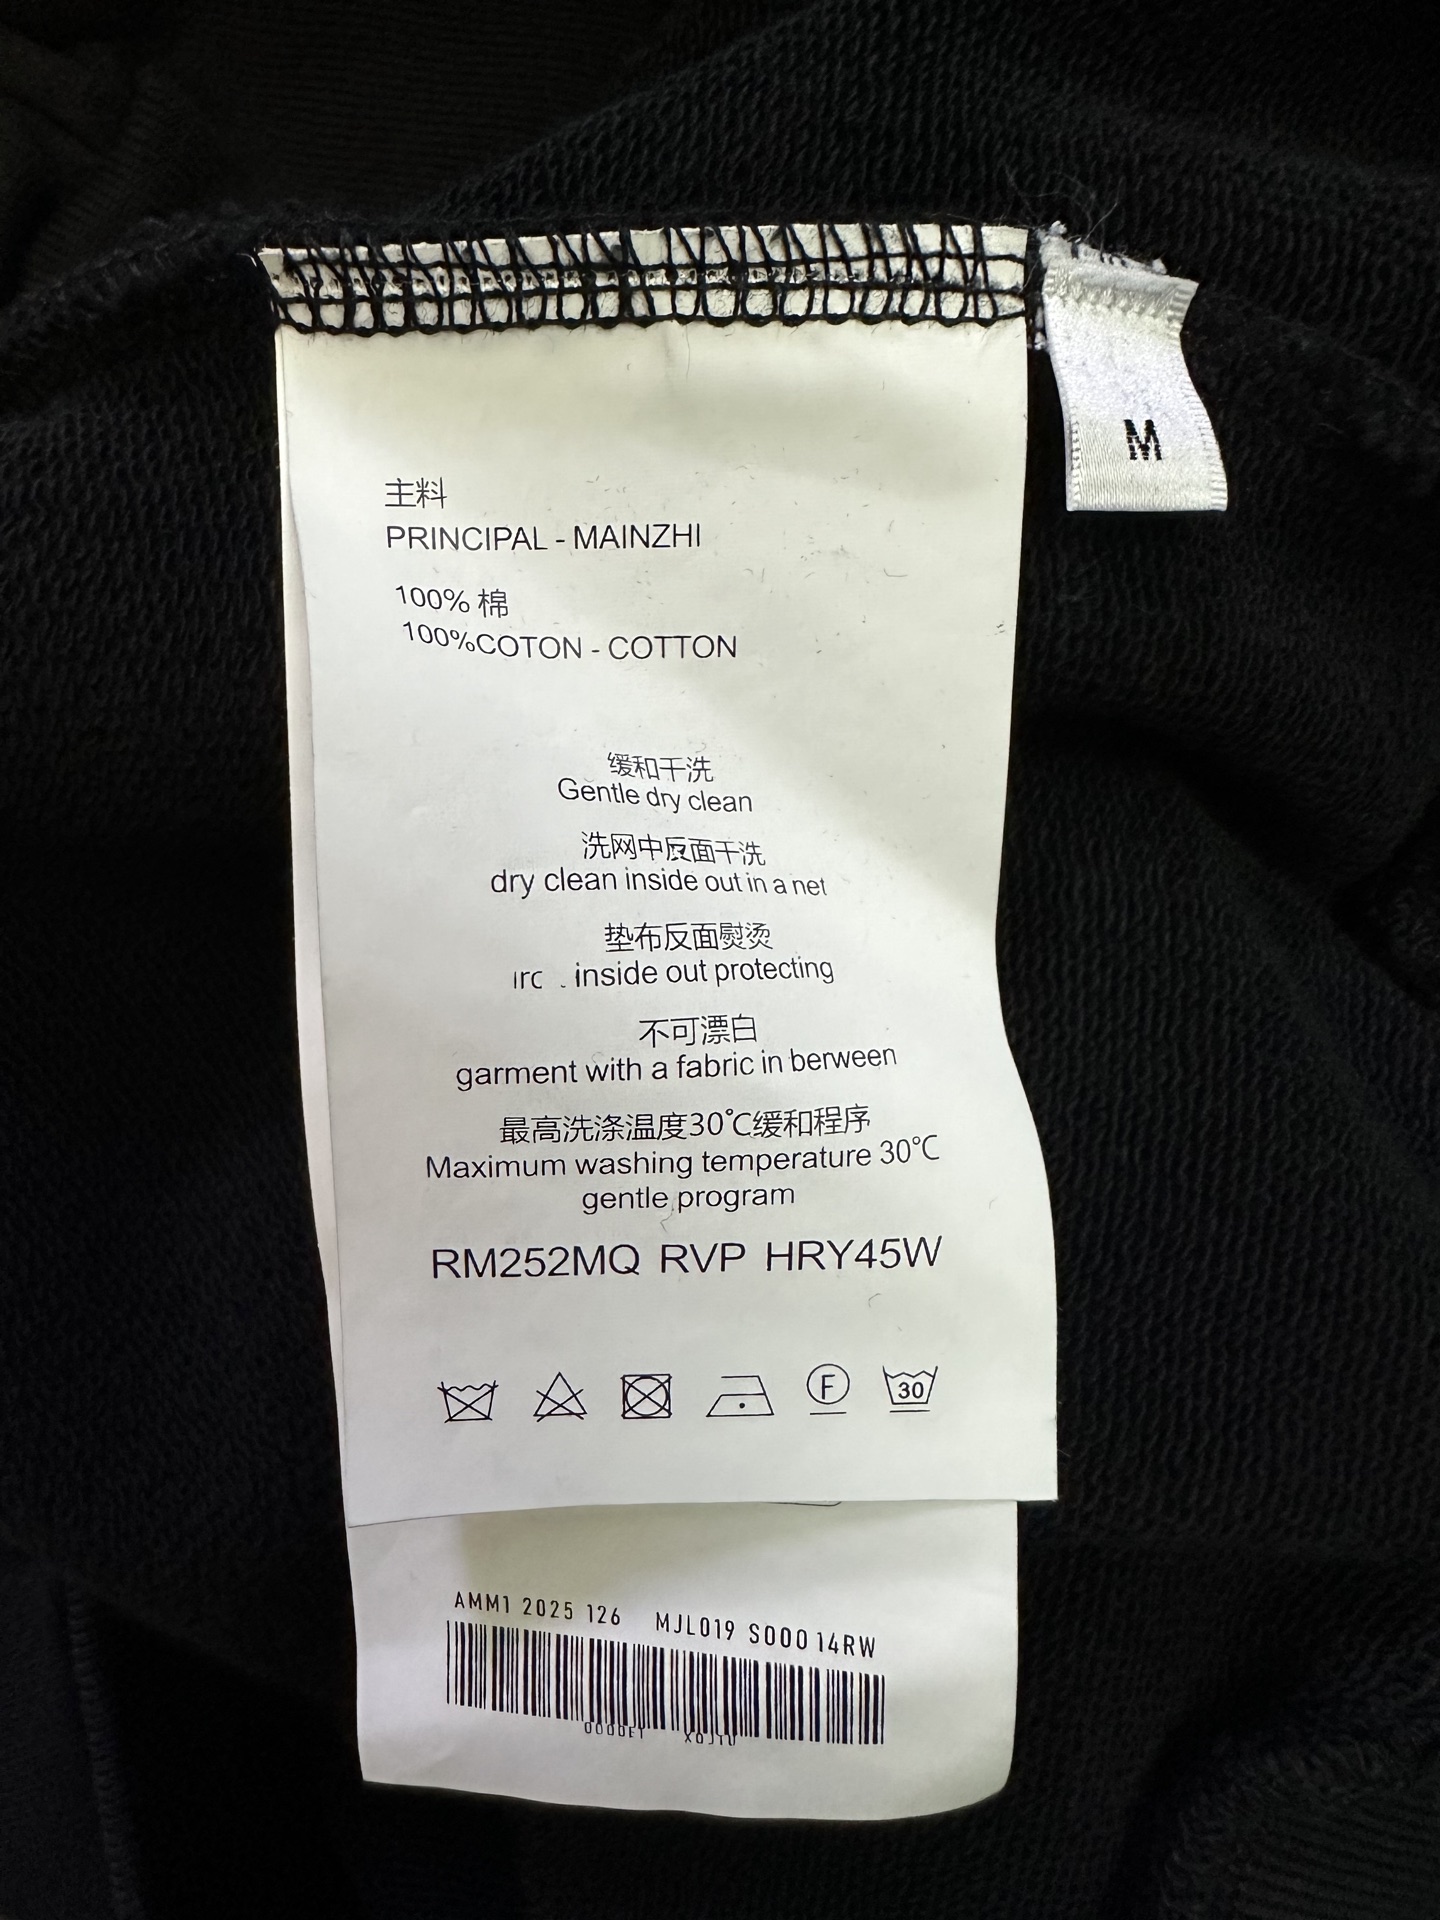 M
主料
PRINCIPAL - MAINZHI
100% 棉
100%COTON - COTTON
缓和干洗
Gentle dry clean
洗网中反面干洗
dry clean inside out in a net
垫布反面熨烫
inside out protecting
不可漂白
garment with a fabric in berween
最高洗涤温度30℃缓和程序
Maximum washing temperature 30℃
gentle program
RM252MQ RVP HRY45W
F
30
AMM1 2025 126 MJL019 S000 14RW